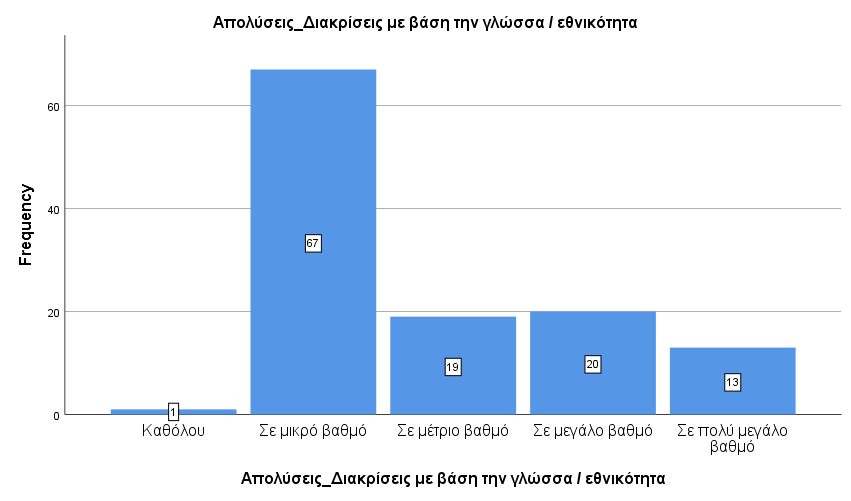 Απολύσεις_Διακρίσεις με βάση την γλώσσα / εθνικότητα
Frequency
60
40
20
0
1
67
19
20
13
Καθόλου
Σε μικρό βαθμό
Σε μέτριο βαθμό
Σε μεγάλο βαθμό
Σε πολύ μεγάλο
βαθμό
Απολύσεις_Διακρίσεις με βάση την γλώσσα / εθνικότητα